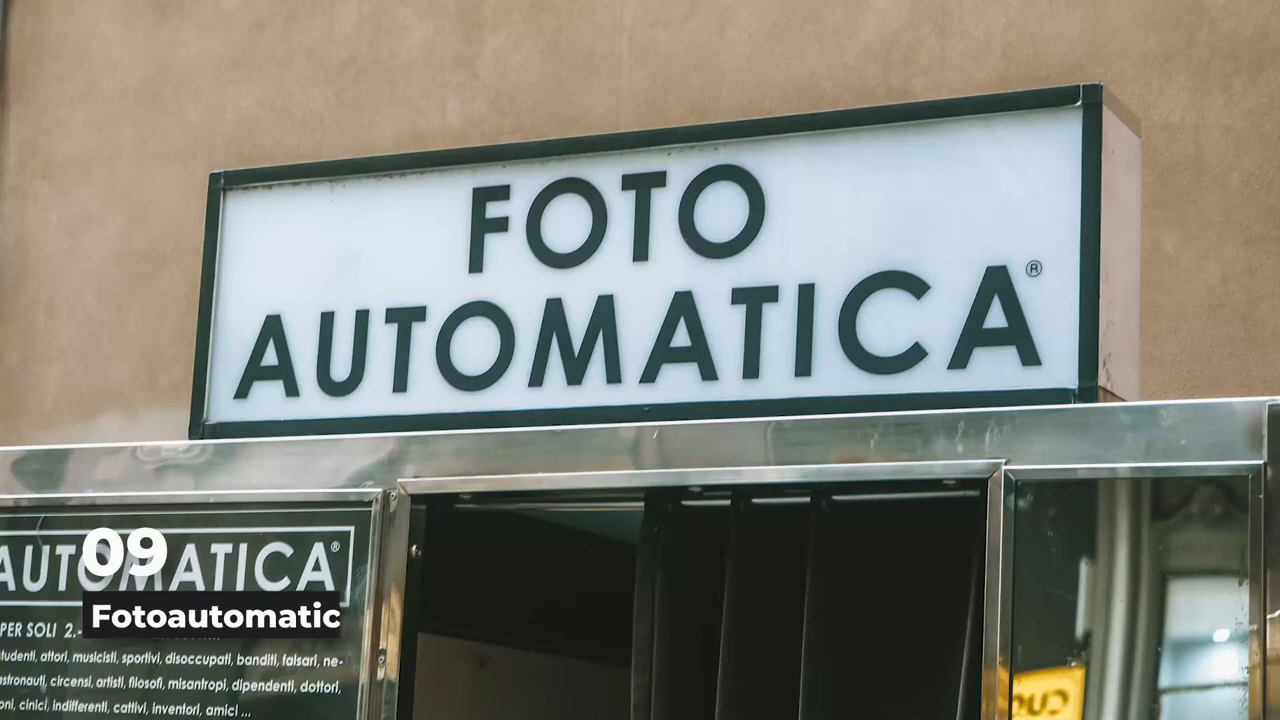 FOTO
AUTOMATICA®
AUTOMATICA®
09
Fotoautomatic
PER SOLI 2.-
studenti, attori, musicisti, sportivi, disoccupati, banditi, falsari, ne-
astronauti, circensi, artisti, filosofi, misantropi, dipendenti, dottori,
oni, cinici, indifferenti, cattivi, inventori, amici ...